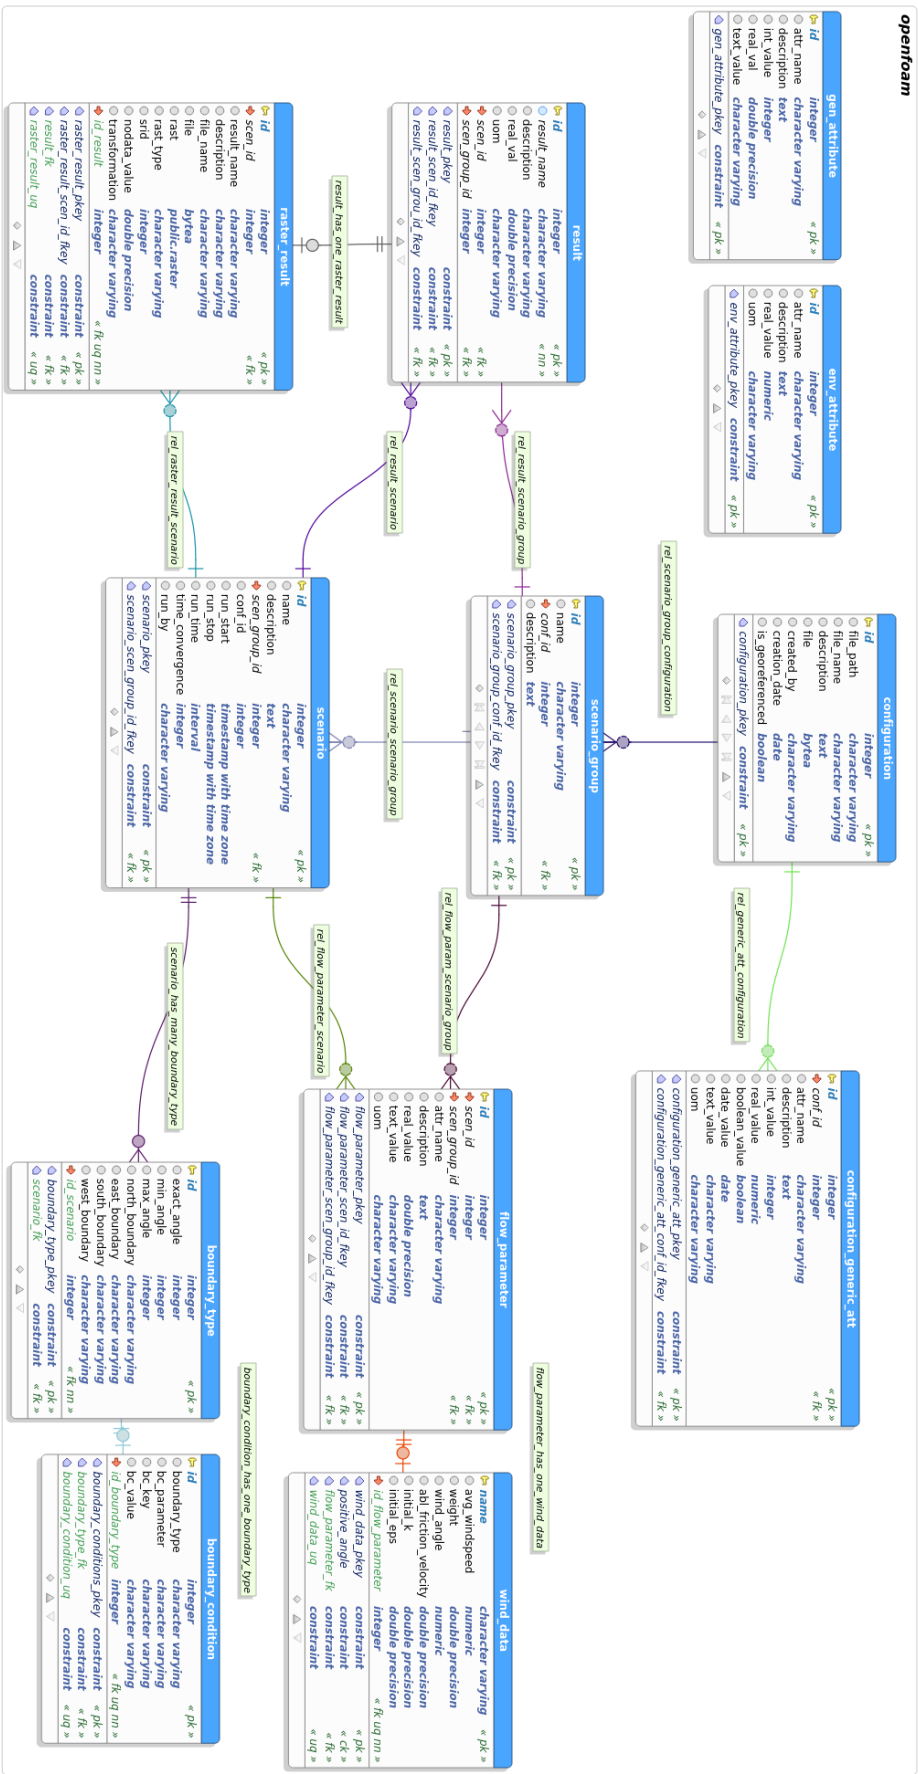 openfoam
gen_attribute
id integer « pk »
attr_name character varying
description text
int_value integer
real_val double precision
text_value character varying
gen_attribute_pkey constraint « pk »
env_attribute
id integer « pk »
attr_name character varying
description text
real_value numeric
uom character varying
env_attribute_pkey constraint « pk »
configuration
id integer « pk »
file_path character varying
file_name character varying
description text
file bytea
created_by character varying
creation_date date
is_georeferenced boolean
configuration_pkey constraint « pk »
configuration_generic_att
id integer « pk »
conf_id integer « fk »
attr_name character varying
description text
int_value integer
real_value numeric
boolean_value boolean
date_value date
text_value character varying
uom character varying
configuration_generic_att_pkey constraint « pk »
configuration_generic_att_conf_id_fkey constraint « fk »
rel_scenario_group_configuration
rel_generic_att_configuration
result
id integer « pk »
result_name character varying « nn »
description character varying
real_val double precision
uom character varying
scen_id integer « fk »
scen_group_id integer « fk »
result_pkey constraint « pk »
result_scen_id_fkey constraint « fk »
result_scen_grou_id_fkey constraint « fk »
rel_result_scenario_group
rel_result_scenario
scenario_group
id integer « pk »
name character varying
conf_id integer « fk »
description text
scenario_group_pkey constraint « pk »
scenario_group_conf_id_fkey constraint « fk »
rel_scenario_scenario_group
rel_flow_param_scenario_group
flow_parameter
id integer « pk »
scen_id integer « fk »
scen_group_id integer « fk »
attr_name character varying
description text
real_value double precision
text_value character varying
uom character varying
flow_parameter_pkey constraint « pk »
flow_parameter_scen_id_fkey constraint « fk »
flow_parameter_scen_group_id_fkey constraint « fk »
flow_parameter_has_one_wind_data
wind_data
name character varying « pk »
avg_windspeed numeric
weight double precision
wind_angle numeric
abl_friction_velocity double precision
initial_k double precision
initial_eps double precision
id_flow_parameter integer « fk uq nn »
wind_data_pkey constraint « pk »
positive_angle constraint « ck »
flow_parameter_fk constraint « fk »
wind_data_uq constraint « uq »
result_has_one_raster_result
raster_result
id integer « pk »
scen_id integer « fk »
result_name character varying
description character varying
file_name character varying
file bytea
rast public.raster
rast_type character varying
srid integer
nodata_value double precision
transformation character varying
id_result integer « fk uq nn »
raster_result_pkey constraint « pk »
raster_result_scen_id_fkey constraint « fk »
result_fk constraint « fk »
raster_result_uq constraint « uq »
rel_raster_result_scenario
scenario
id integer « pk »
name character varying
description text
scen_group_id integer « fk »
conf_id integer
run_start timestamp with time zone
run_stop timestamp with time zone
run_time interval
time_convergence integer
run_by character varying
scenario_pkey constraint « pk »
scenario_scen_group_id_fkey constraint « fk »
rel_flow_parameter_scenario
scenario_has_many_boundary_type
boundary_type
id integer « pk »
exact_angle integer
min_angle integer
max_angle integer
north_boundary character varying
east_boundary character varying
south_boundary character varying
west_boundary character varying
id_scenario integer « fk nn »
boundary_type_pkey constraint « pk »
scenario_fk constraint « fk »
boundary_condition_has_one_boundary_type
boundary_condition
id integer « pk »
boundary_type character varying
bc_parameter character varying
bc_key character varying
bc_value character varying
id_boundary_type integer « fk uq nn »
boundary_conditions_pkey constraint « pk »
boundary_type_fk constraint « fk »
boundary_condition_uq constraint « uq »